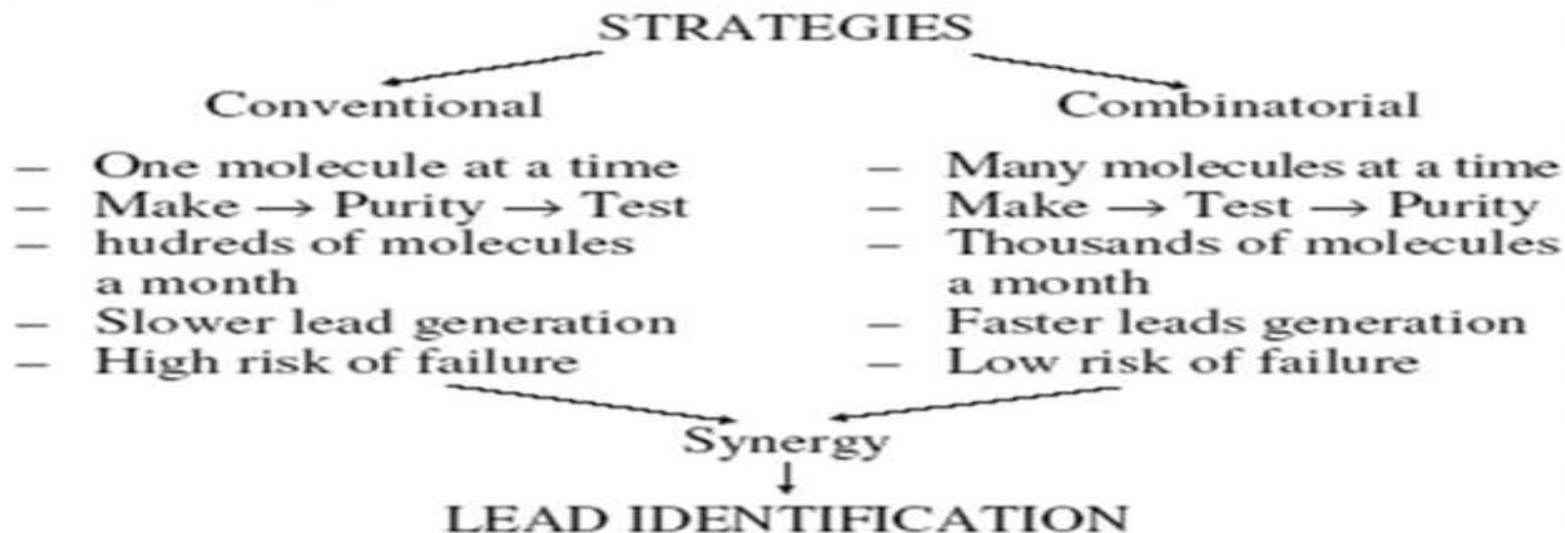 STRATEGIES
Conventional
– One molecule at a time
– Make → Purity → Test
– hudreds of molecules
a month
– Slower lead generation
– High risk of failure
Combinatorial
– Many molecules at a time
– Make → Test → Purity
– Thousands of molecules
a month
– Faster leads generation
– Low risk of failure
Synergy
LEAD IDENTIFICATION